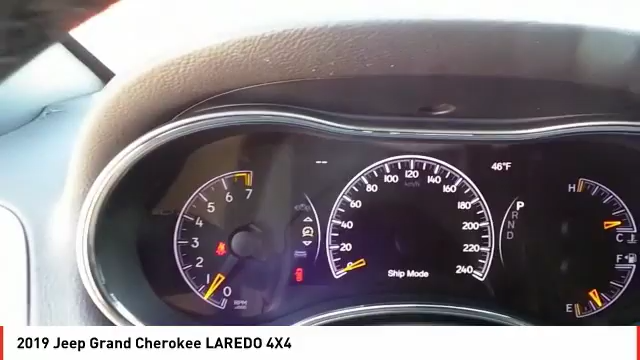 --
46°F
0 1 2 3 4 5 6 7
RPM
0 20 40 60 80 100 120 140 160 180 200 220 240
km/h
Ship Mode
P
R
N
D
H
C
F
E
2019 Jeep Grand Cherokee LAREDO 4X4